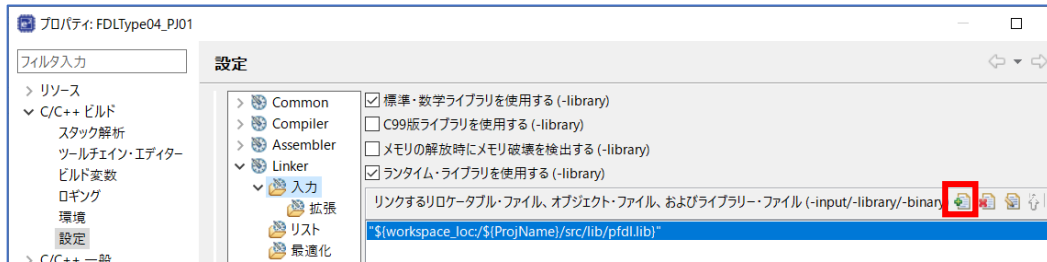 プロパティ: FDLType04_PJ01
フィルタ入力
設定
リソース
C/C++ ビルド
スタック解析
ツールチェイン・エディター
ビルド変数
ロギング
環境
設定
C/C++ 一般
Common
Compiler
Assembler
Linker
入力
拡張
リスト
最適化
標準・数学ライブラリを使用する (-library)
C99版ライブラリを使用する (-library)
メモリの解放時にメモリ破壊を検出する (-library)
ランタイム・ライブラリを使用する (-library)
リンクするリロケータブル・ファイル、オブジェクト・ファイル、およびライブラリー・ファイル (-input/-library/-binary)
"${workspace_loc:/${ProjName}/src/lib/pfdl.lib}"